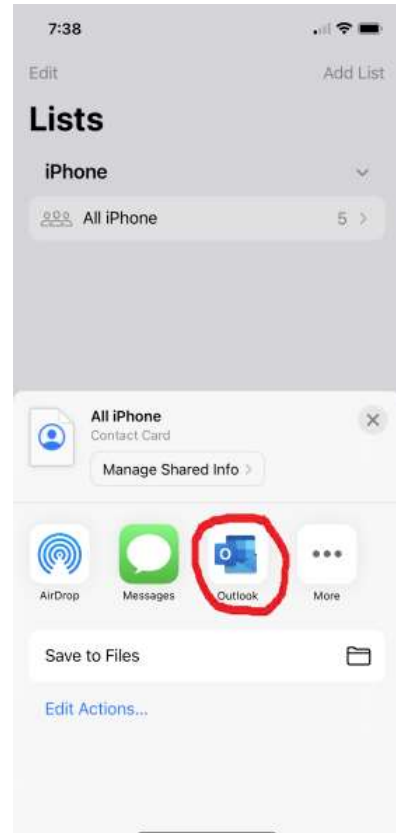 7:38
Edit Add List
Lists
iPhone
All iPhone 5
All iPhone
Contact Card
Manage Shared Info
AirDrop Messages Outlook More
Save to Files
Edit Actions...